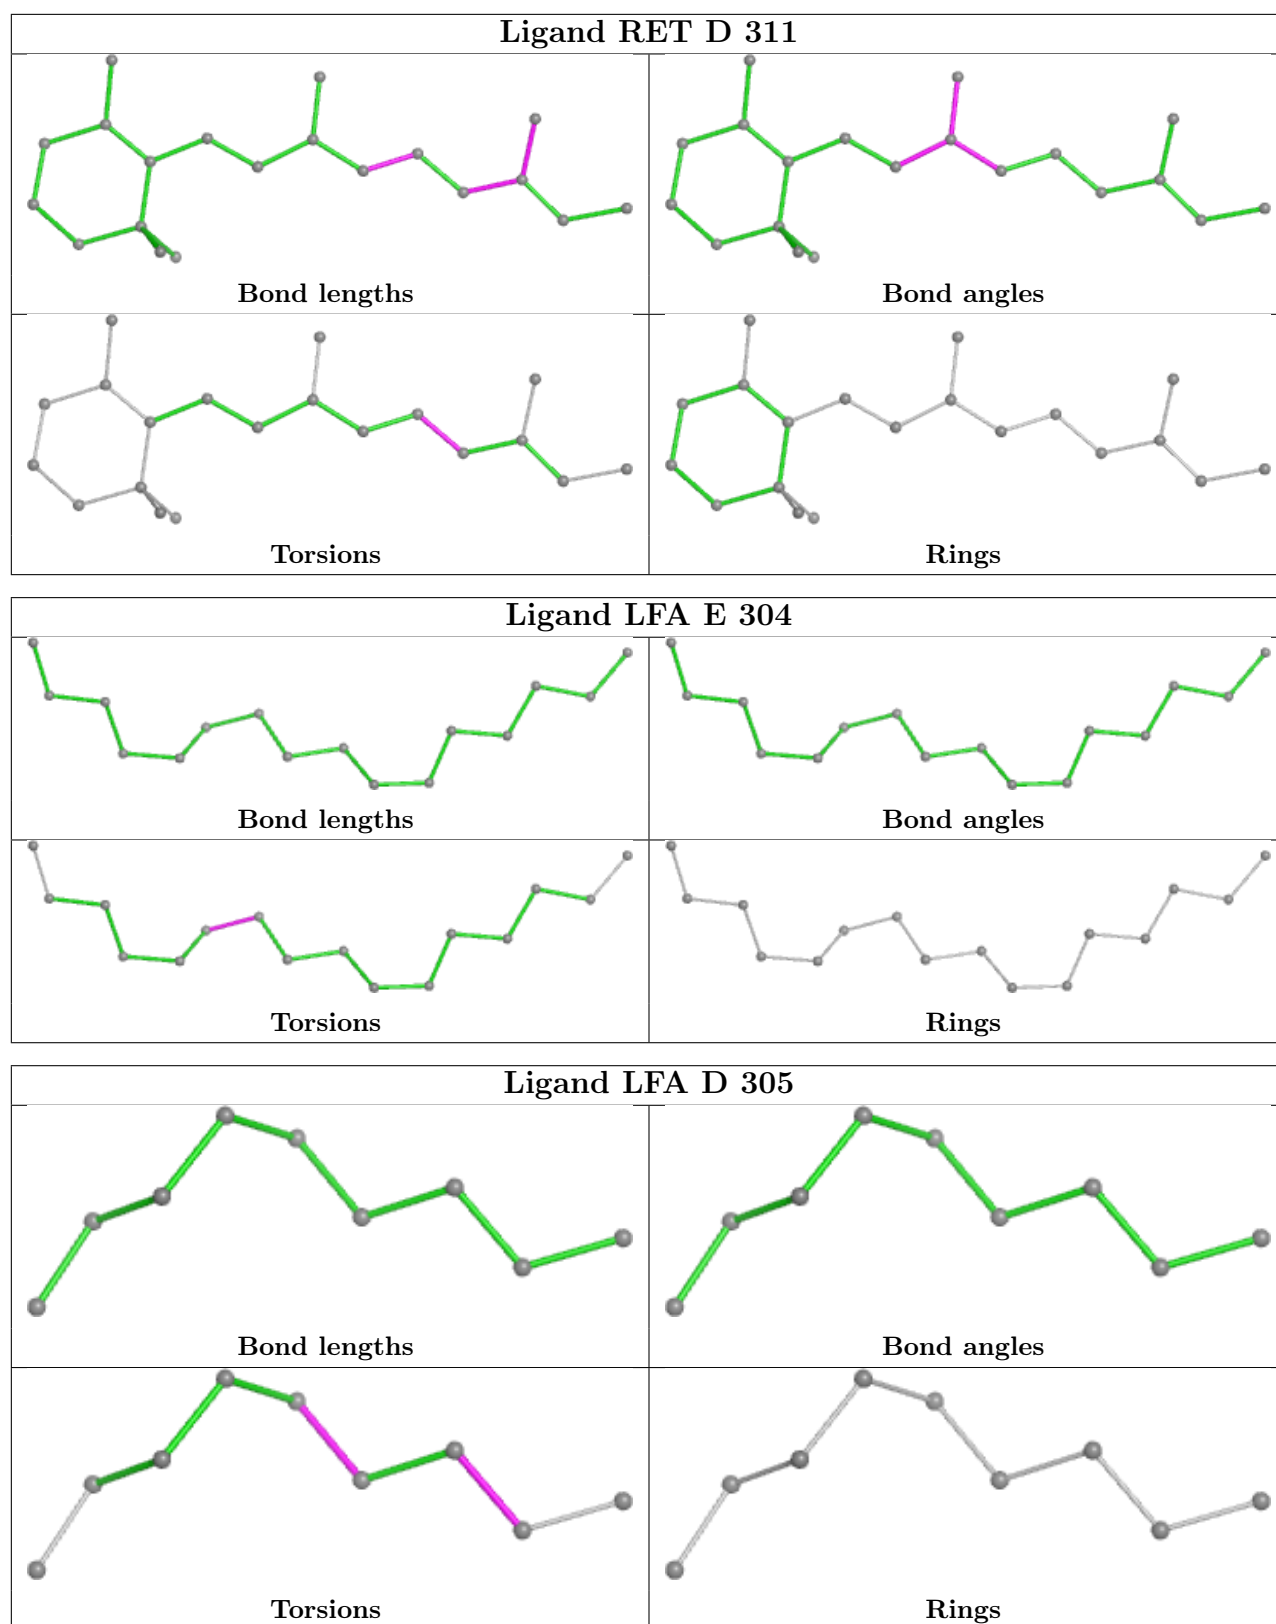 Ligand RET D 311
Bond lengths
Bond angles
Torsions
Rings
Ligand LFA E 304
Bond lengths
Bond angles
Torsions
Rings
Ligand LFA D 305
Bond lengths
Bond angles
Torsions
Rings